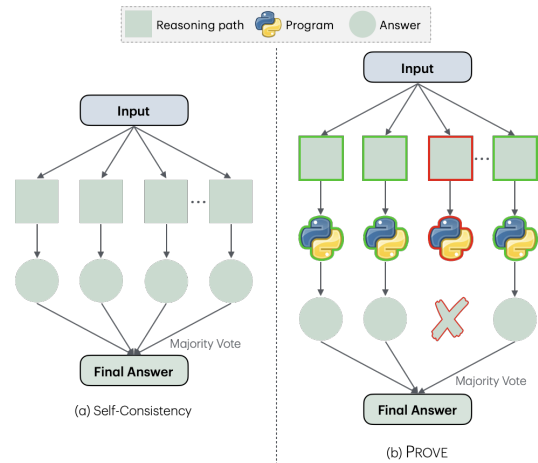 Reasoning path Program Answer
Input
Majority Vote
Final Answer
(a) Self-Consistency
Input
Majority Vote
Final Answer
(b) PROVE